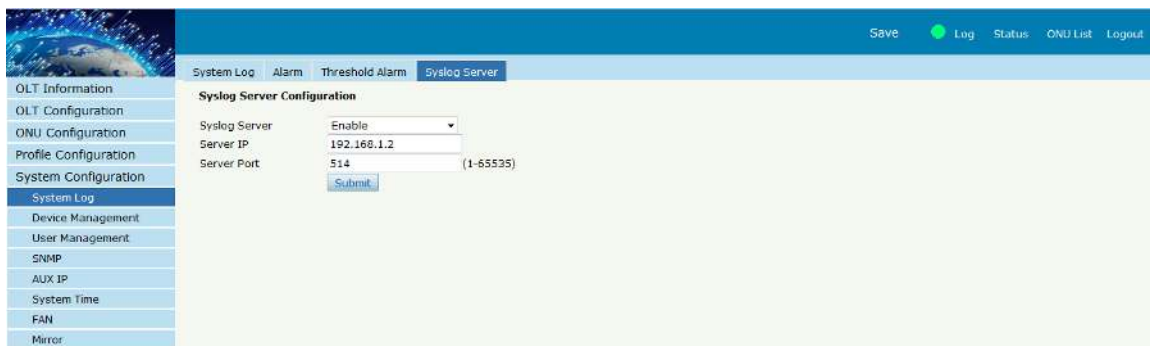 Save Log Status ONU List Logout
System Log Alarm Threshold Alarm Syslog Server
OLT Information
OLT Configuration
ONU Configuration
Profile Configuration
System Configuration
System Log
Device Management
User Management
SNMP
AUX IP
System Time
FAN
Mirror
Syslog Server Configuration
Syslog Server Enable
Server IP 192.168.1.2
Server Port 514 (1-65535)
Submit